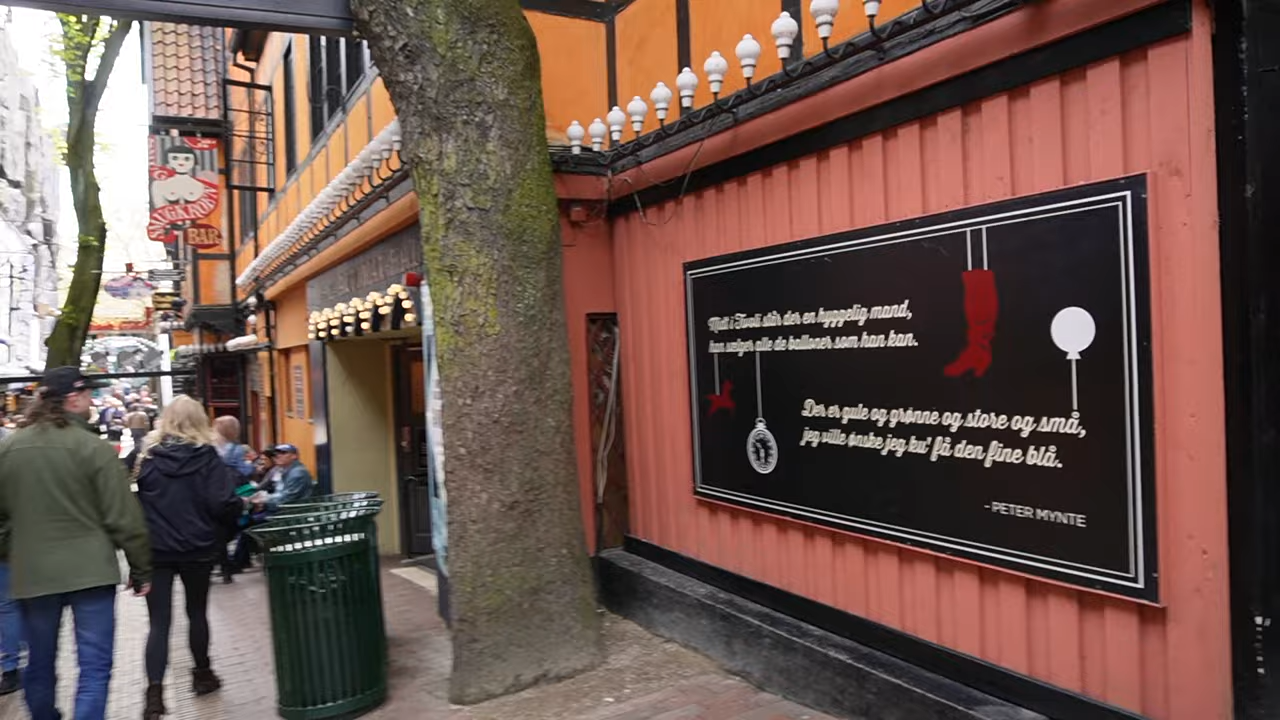 SMUGKROEN
BAR
Midt i Tivoli står der en hyggelig mand,
han sælger alle de balloner som han kan.
Der er gule og grønne og store og små,
jeg ville ønske jeg ku' få den fine blå.
- PETER MYNTE